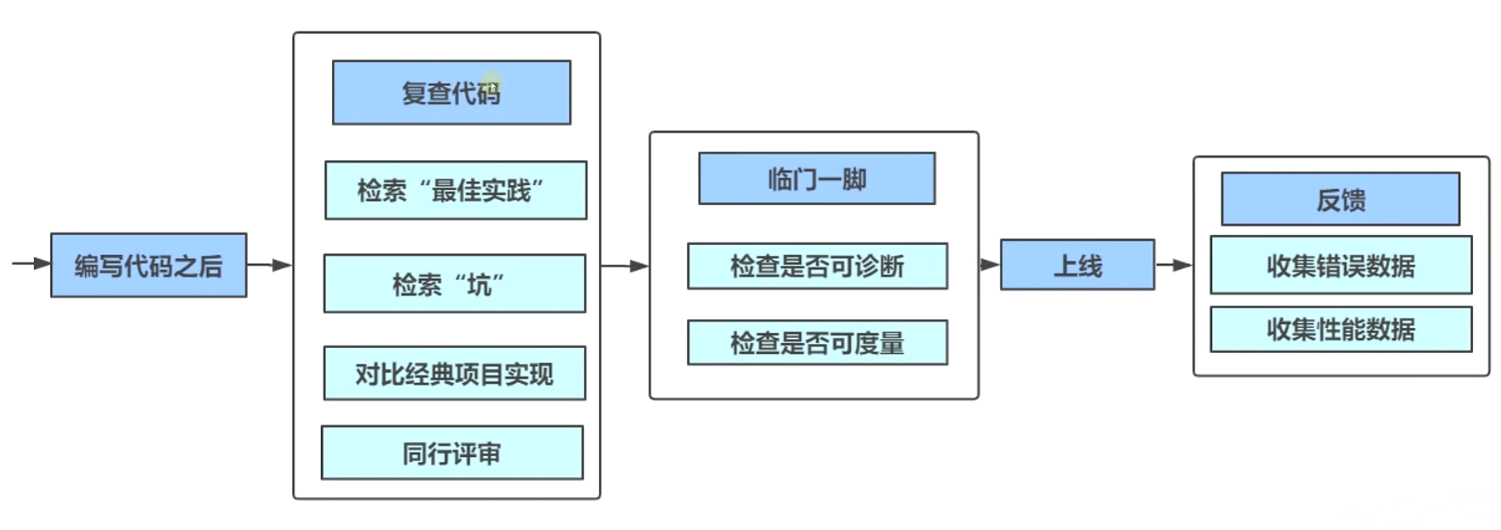 编写代码之后
复查代码
检索“最佳实践”
检索“坑”
对比经典项目实现
同行评审
临门一脚
检查是否可诊断
检查是否可度量
上线
反馈
收集错误数据
收集性能数据